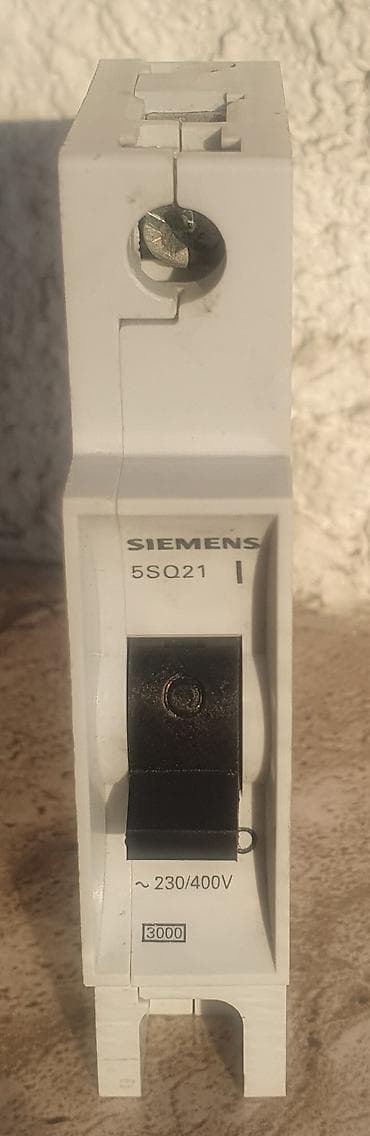 SIEMENS
5SQ21 I
O
~ 230/400V
3000